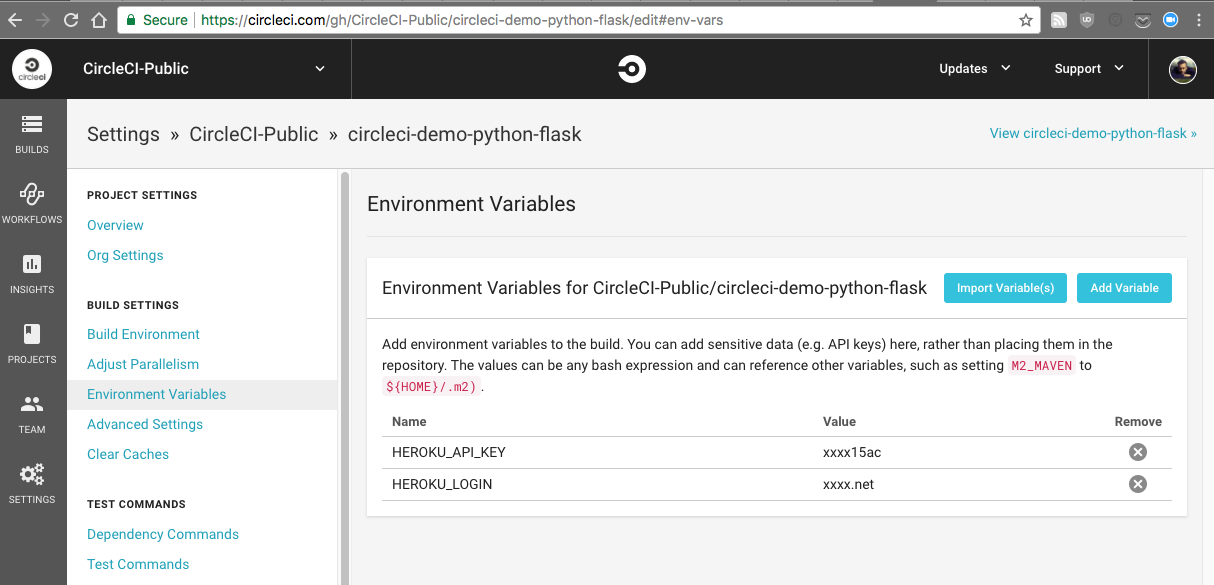 Secure https://circleci.com/gh/CircleCI-Public/circleci-demo-python-flask/edit#env-vars
circleci
CircleCI-Public
Updates
Support
BUILDS
WORKFLOWS
INSIGHTS
PROJECTS
TEAM
SETTINGS
Settings » CircleCI-Public » circleci-demo-python-flask
View circleci-demo-python-flask »
PROJECT SETTINGS
Overview
Org Settings
BUILD SETTINGS
Build Environment
Adjust Parallelism
Environment Variables
Advanced Settings
Clear Caches
TEST COMMANDS
Dependency Commands
Test Commands
Environment Variables
Environment Variables for CircleCI-Public/circleci-demo-python-flask
Import Variable(s)
Add Variable
Add environment variables to the build. You can add sensitive data (e.g. API keys) here, rather than placing them in the
repository. The values can be any bash expression and can reference other variables, such as setting M2_MAVEN to
${HOME}/.m2) .
Name Value Remove
HEROKU_API_KEY xxxx15ac
HEROKU_LOGIN xxxx.net